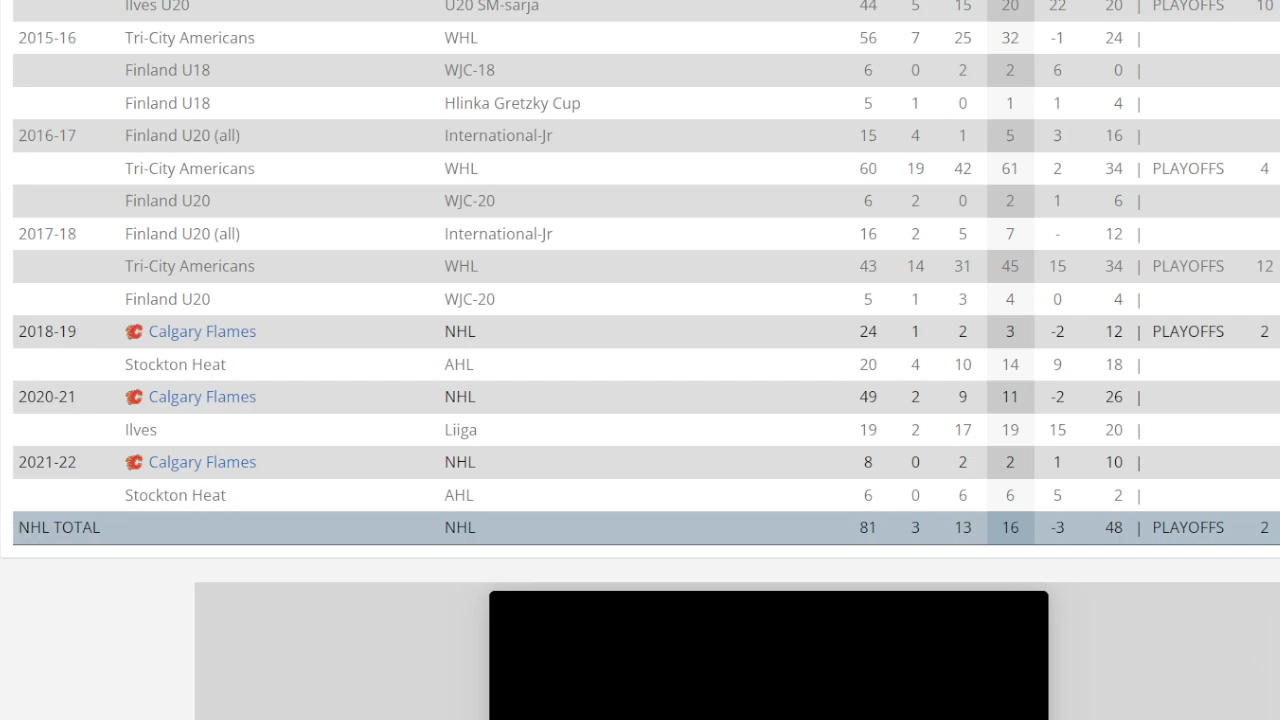 Ilves U20 U20 SM-sarja 44 5 15 20 22 20 | PLAYOFFS 10
2015-16 Tri-City Americans WHL 56 7 25 32 -1 24 |
Finland U18 WJC-18 6 0 2 2 6 0 |
Finland U18 Hlinka Gretzky Cup 5 1 0 1 1 4 |
2016-17 Finland U20 (all) International-Jr 15 4 1 5 3 16 |
Tri-City Americans WHL 60 19 42 61 2 34 | PLAYOFFS 4
Finland U20 WJC-20 6 2 0 2 1 6 |
2017-18 Finland U20 (all) International-Jr 16 2 5 7 - 12 |
Tri-City Americans WHL 43 14 31 45 15 34 | PLAYOFFS 12
Finland U20 WJC-20 5 1 3 4 0 4 |
2018-19 Calgary Flames NHL 24 1 2 3 -2 12 | PLAYOFFS 2
Stockton Heat AHL 20 4 10 14 9 18 |
2020-21 Calgary Flames NHL 49 2 9 11 -2 26 |
Ilves Liiga 19 2 17 19 15 20 |
2021-22 Calgary Flames NHL 8 0 2 2 1 10 |
Stockton Heat AHL 6 0 6 6 5 2 |
NHL TOTAL NHL 81 3 13 16 -3 48 | PLAYOFFS 2